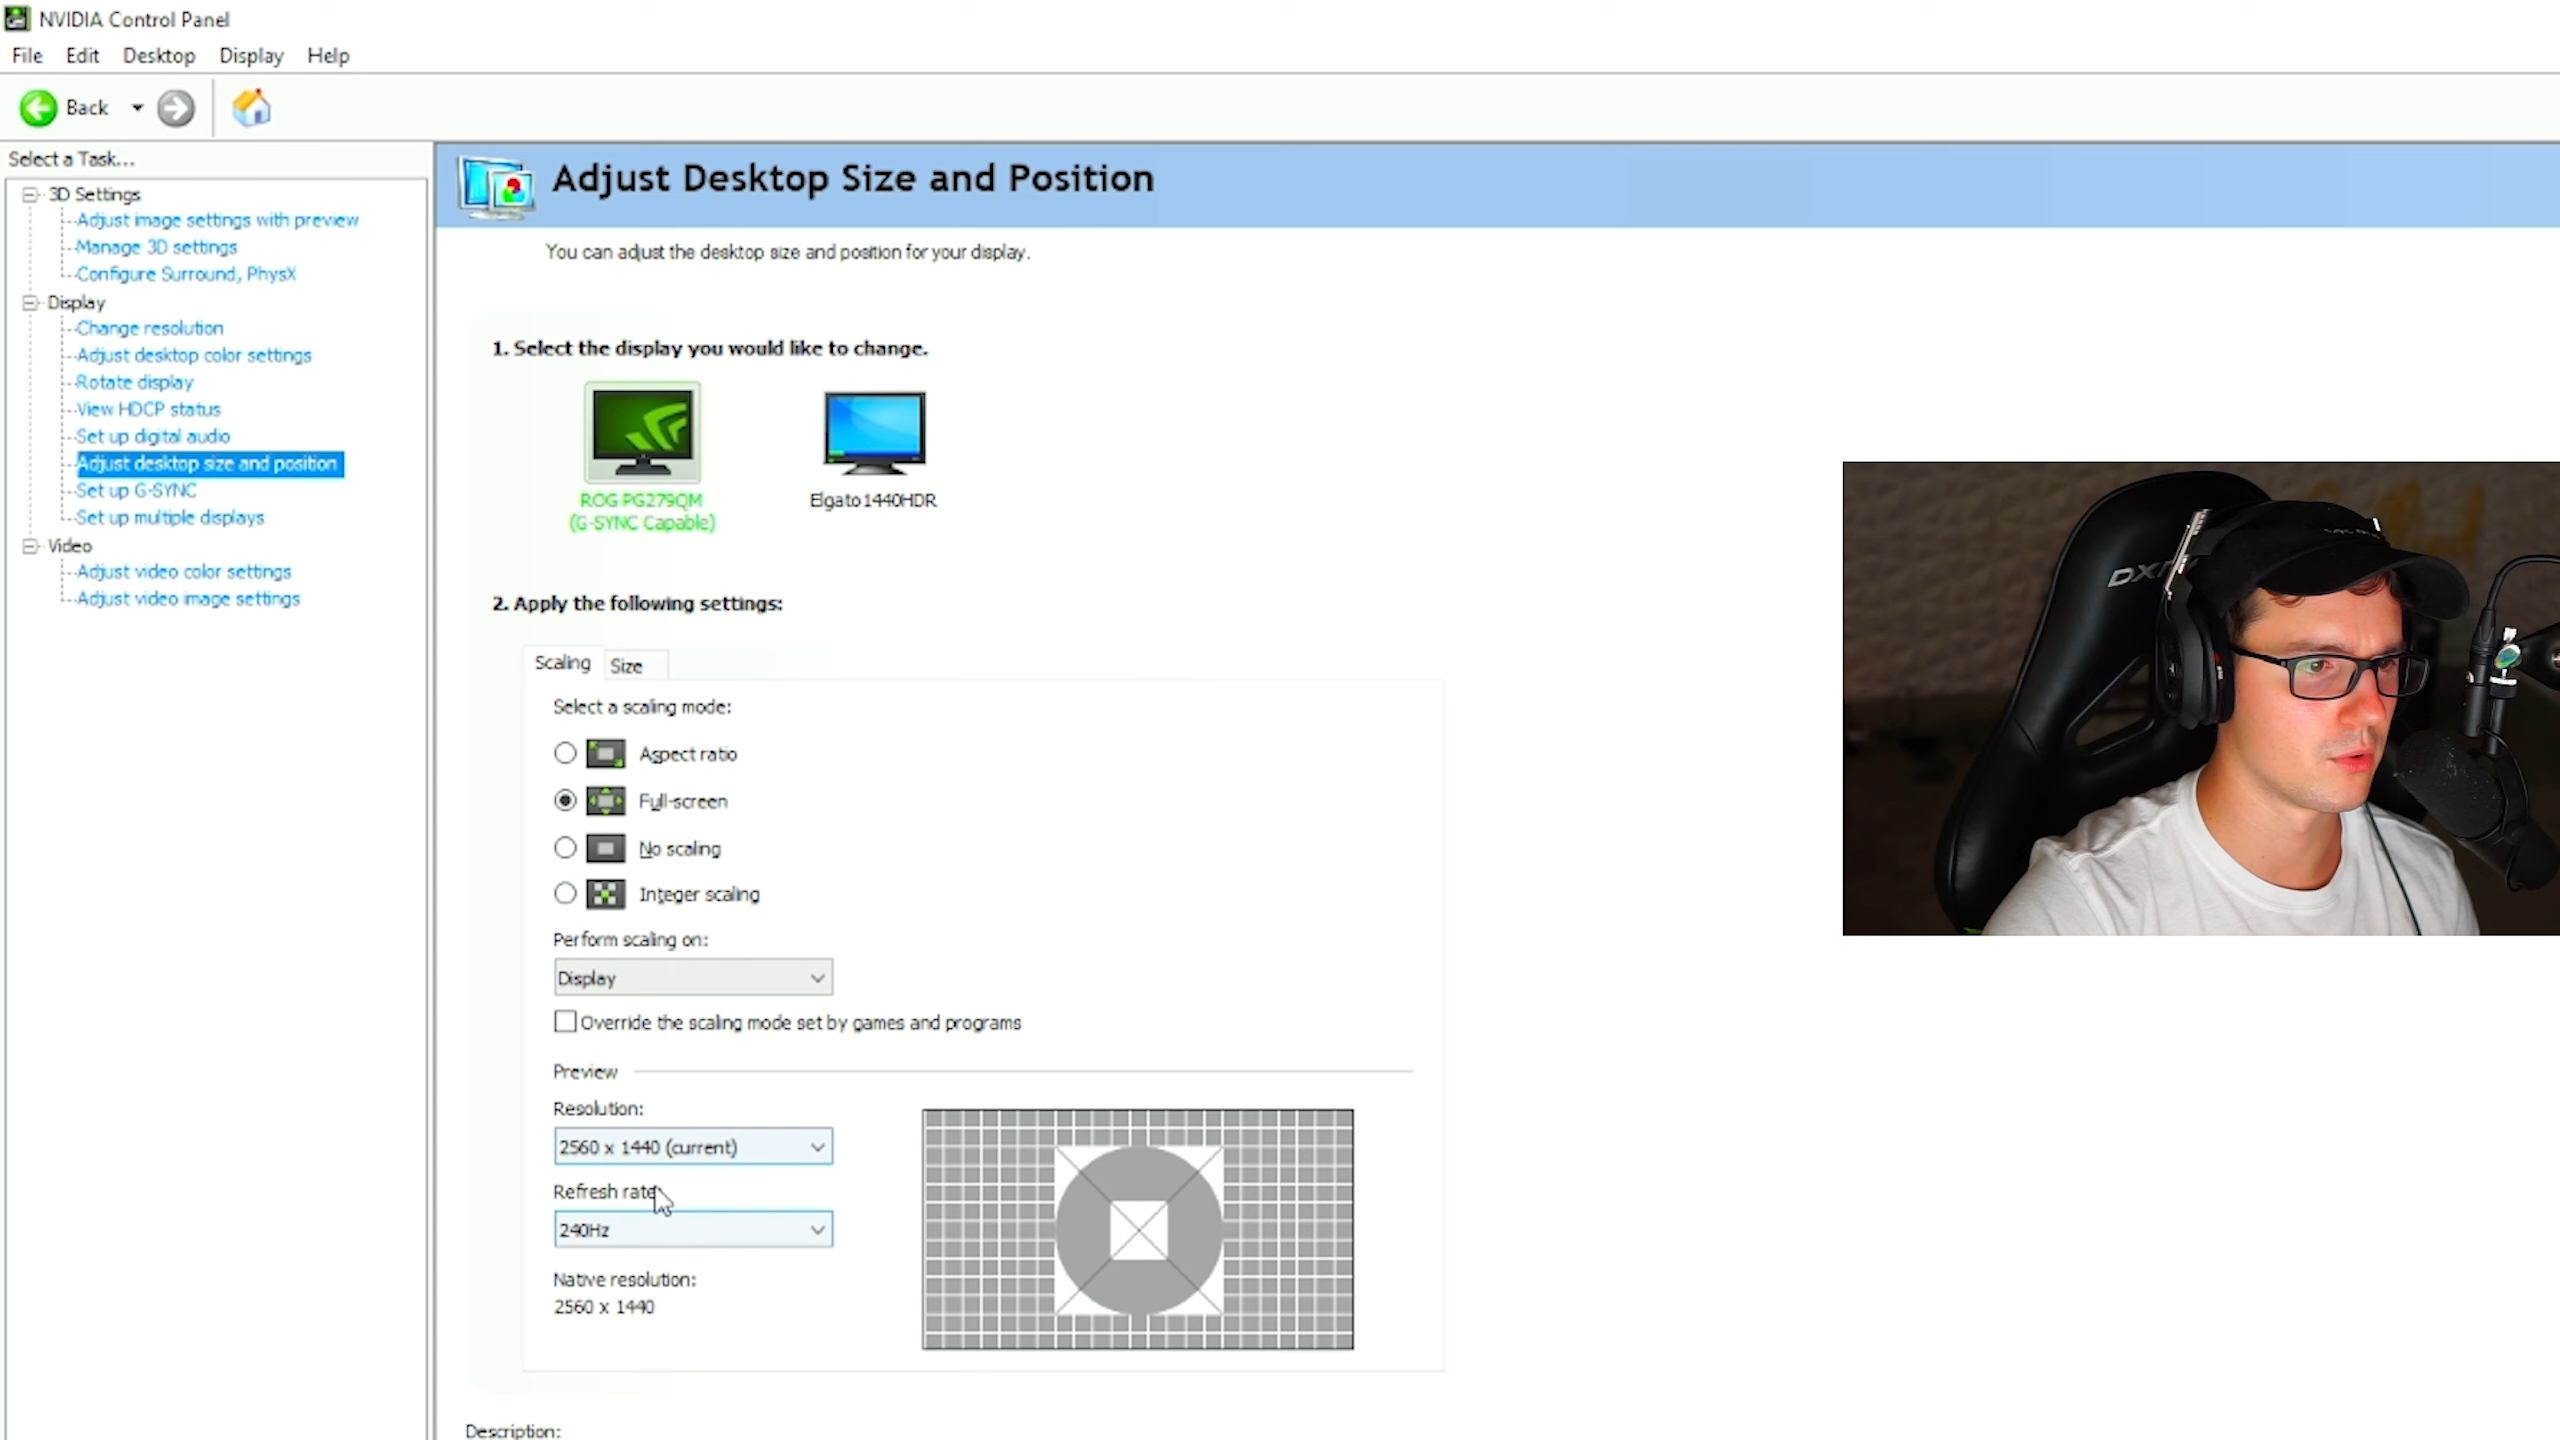 NVIDIA Control Panel
File Edit Desktop Display Help
Back
Select a Task...
3D Settings
Adjust image settings with preview
Manage 3D settings
Configure Surround, PhysX
Display
Change resolution
Adjust desktop color settings
Rotate display
View HDCP status
Set up digital audio
Adjust desktop size and position
Set up G-SYNC
Set up multiple displays
Video
Adjust video color settings
Adjust video image settings
Adjust Desktop Size and Position
You can adjust the desktop size and position for your display.
1. Select the display you would like to change.
ROG PG279QM
(G-SYNC Capable)
Elgato1440HDR
2. Apply the following settings:
Scaling Size
Select a scaling mode:
Aspect ratio
Full-screen
No scaling
Integer scaling
Perform scaling on:
Display
Override the scaling mode set by games and programs
Preview
Resolution:
2560 x 1440 (current)
Refresh rate
240Hz
Native resolution:
2560 x 1440
Description: